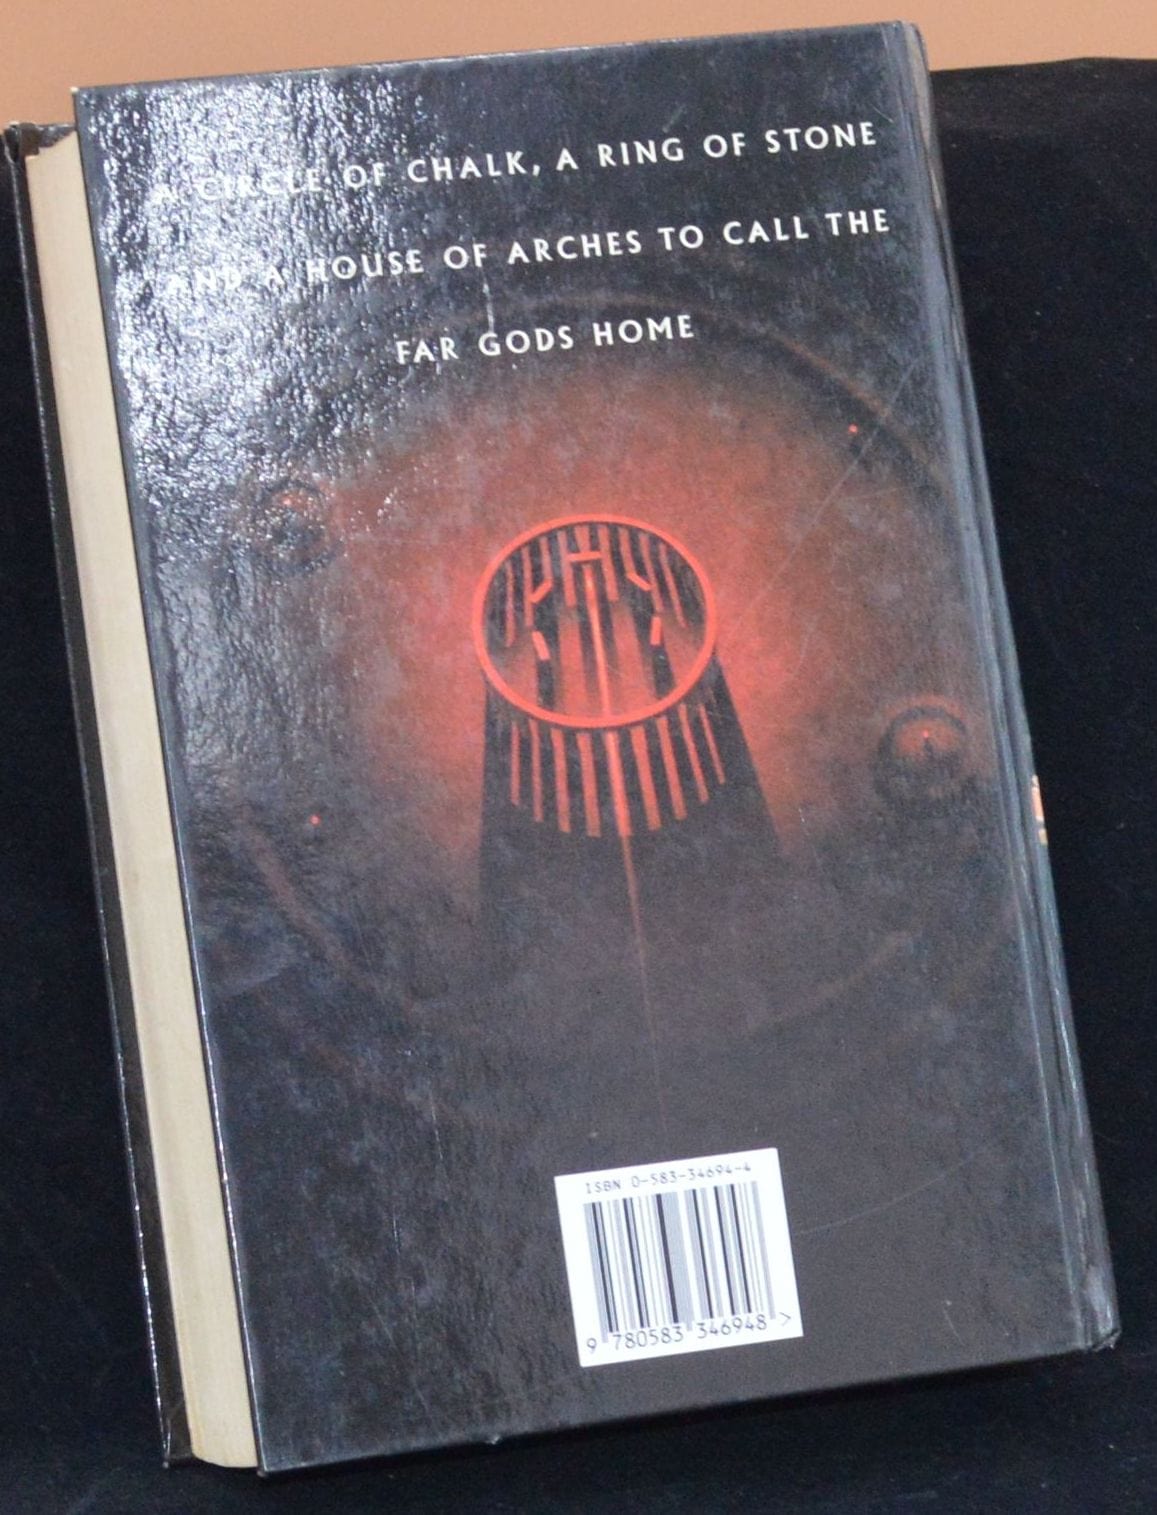 A CIRCLE OF CHALK, A RING OF STONE
AND A HOUSE OF ARCHES TO CALL THE
FAR GODS HOME
ISBN 0-583-34694-4
9 780583 346948 >